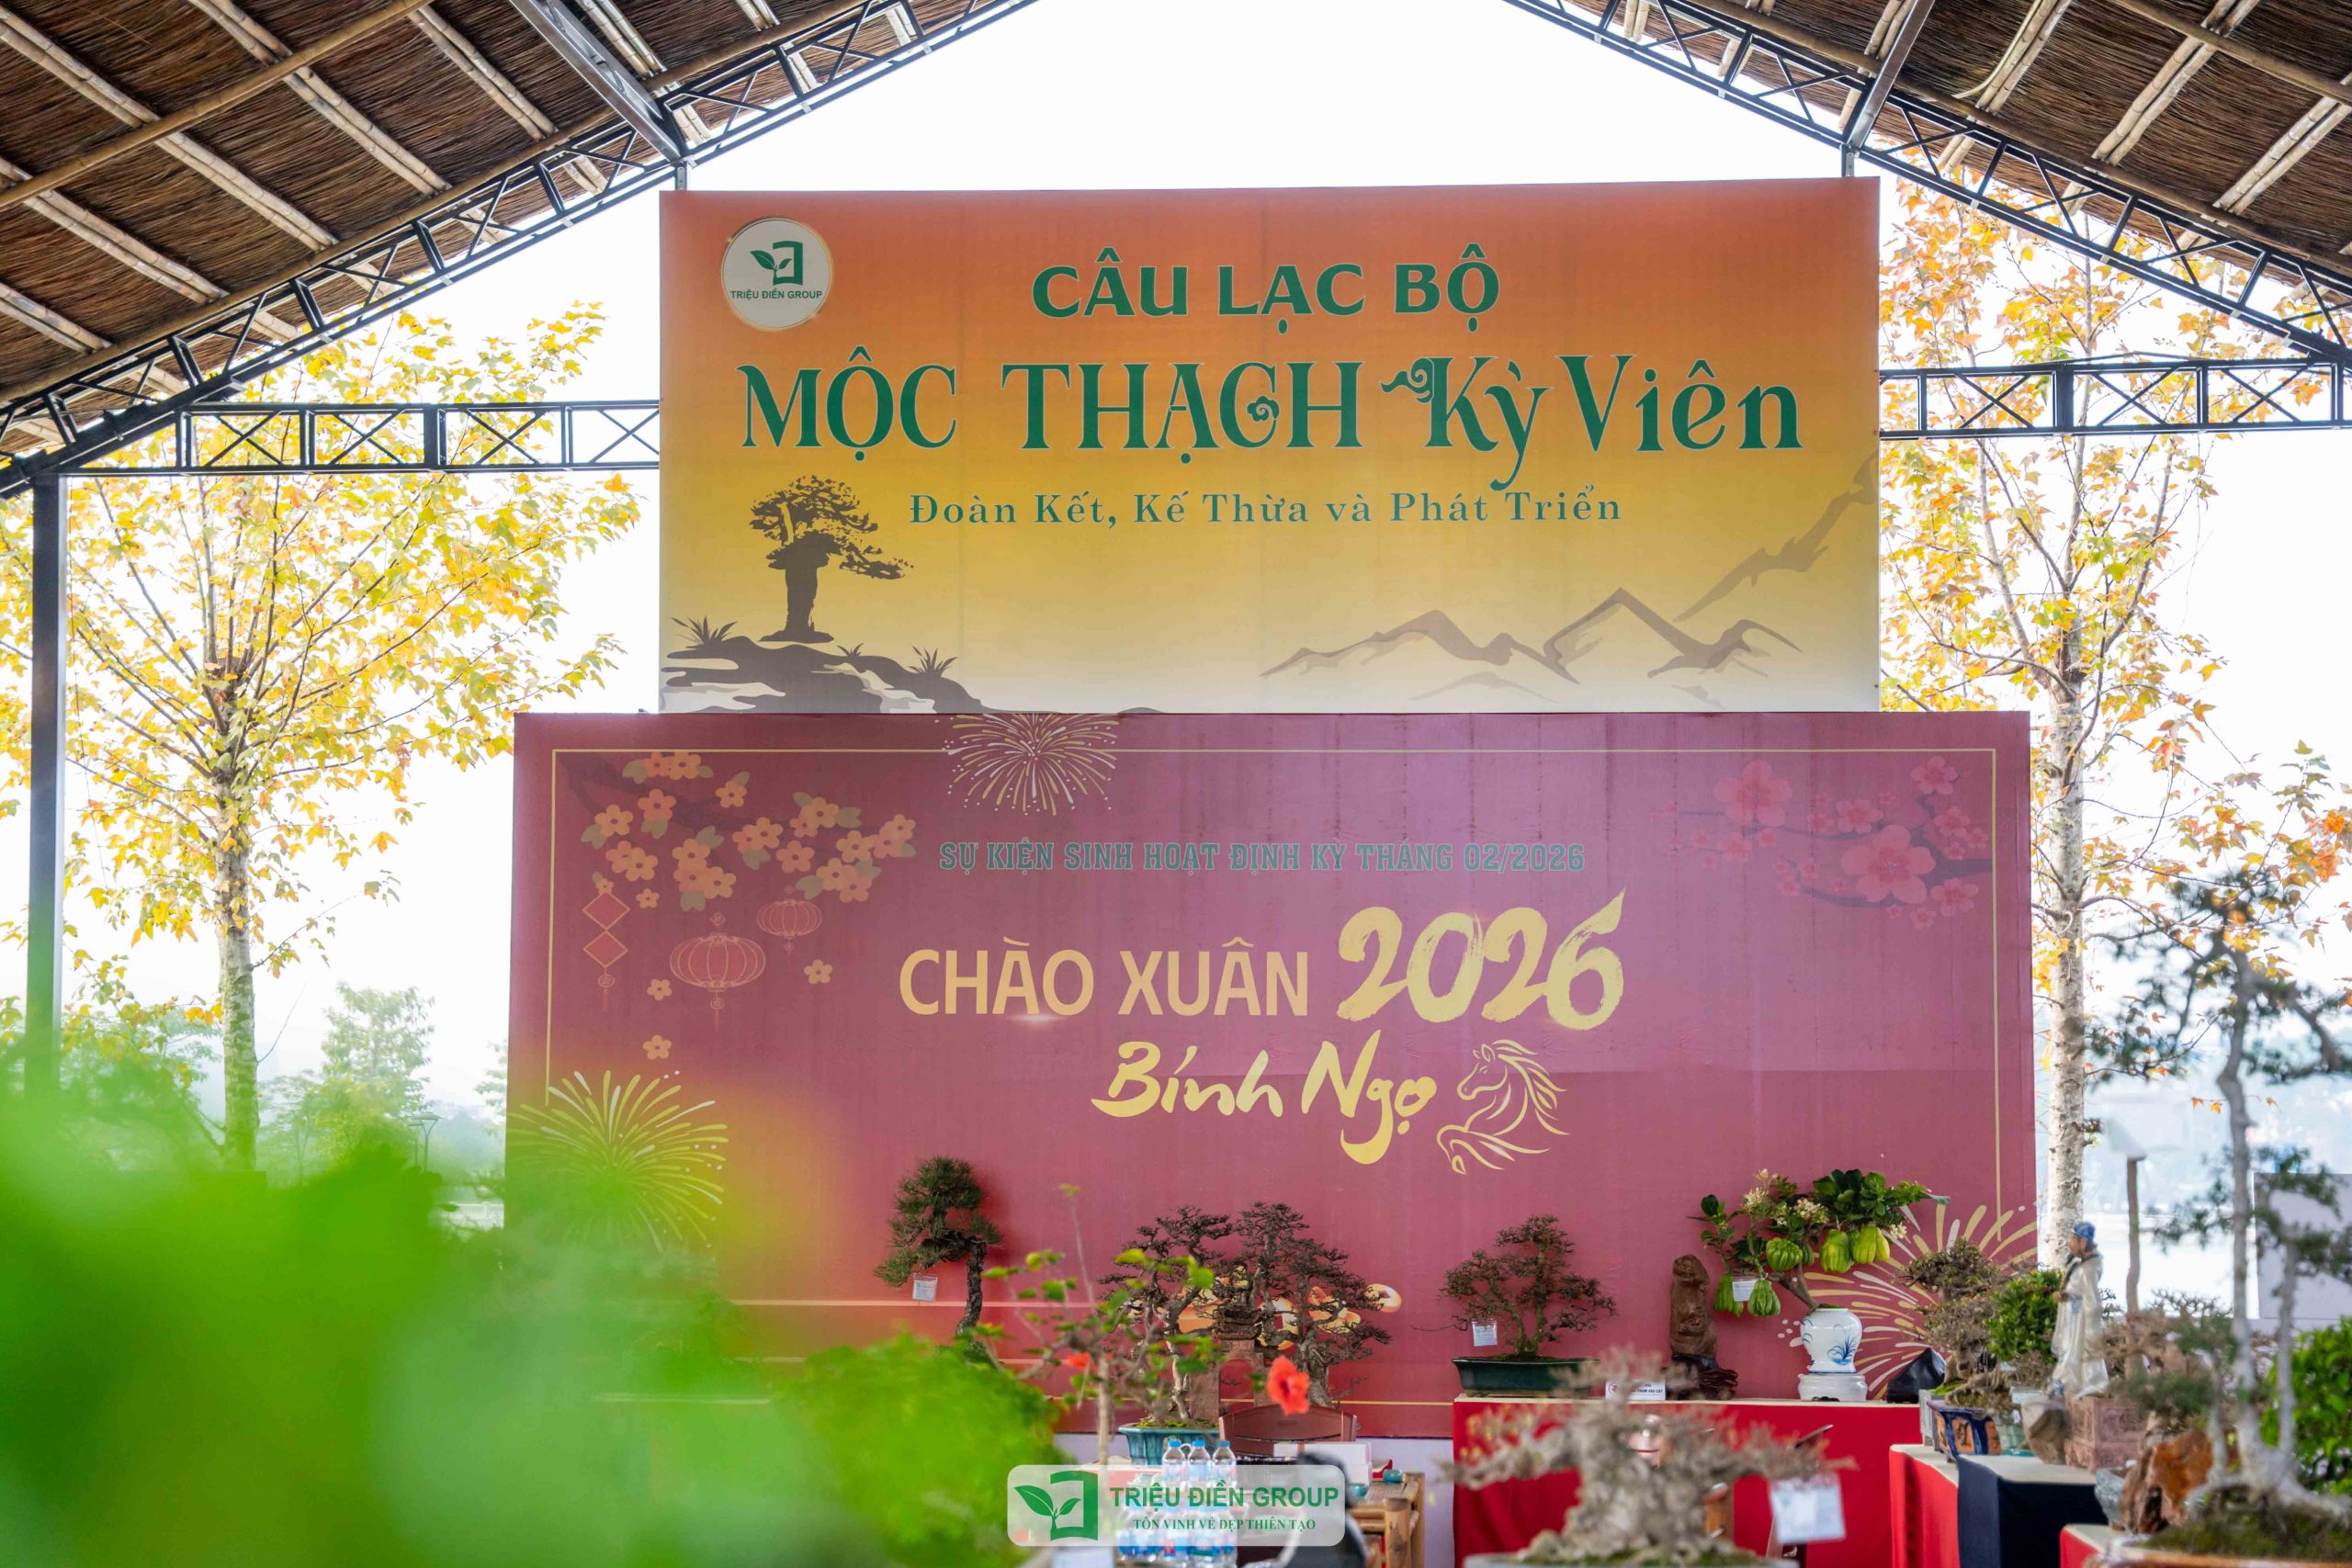 TRIỆU ĐIỀN GROUP
CÂU LẠC BỘ
MỘC THẠCH Kỳ Viên
Đoàn Kết, Kế Thừa và Phát Triển
SỰ KIỆN SINH HOẠT ĐỊNH KỲ THÁNG 02/2026
CHÀO XUÂN 2026
Bính Ngọ
TRIỆU ĐIỀN GROUP
TÔN VINH VẺ ĐẸP THIÊN TẠO